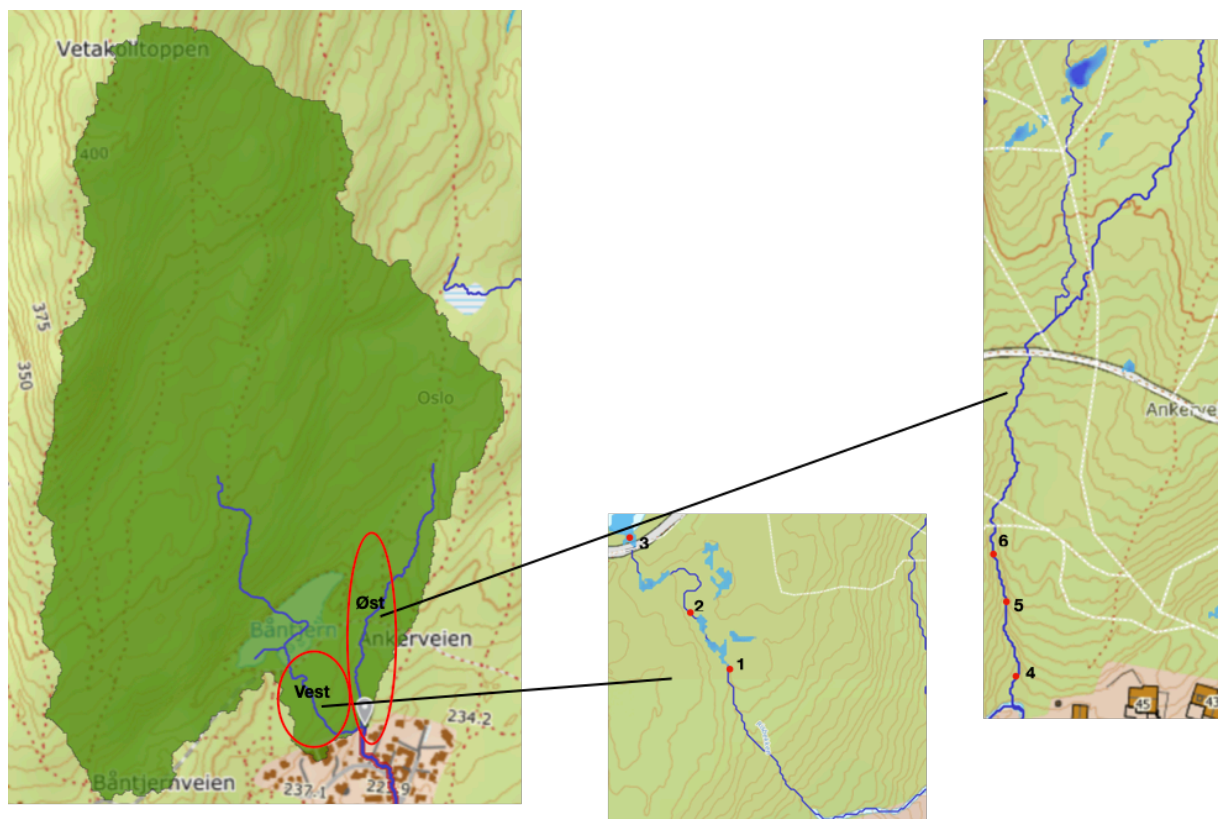 Vetakolltoppen
400
375
350
Oslo
Øst
Båntjern
Ankerveien
Vest
234.2
Båntjernveien
237.1
223.9
3
2
1
Ankerve
6
5
4
45
43